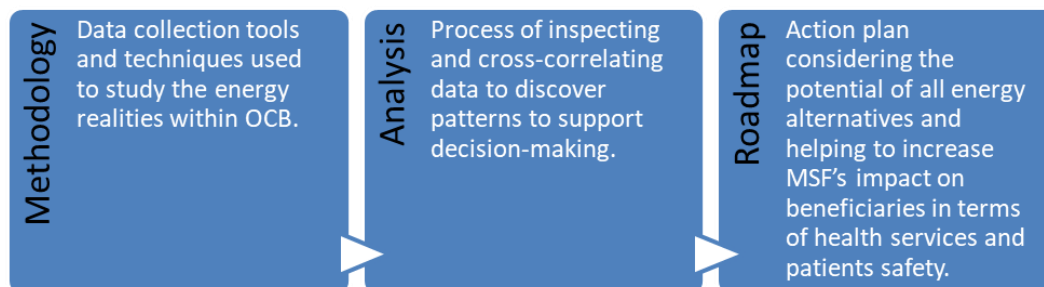 Methodology
Data collection tools
and techniques used
to study the energy
realities within OCB.
Analysis
Process of inspecting
and cross-correlating
data to discover
patterns to support
decision-making.
Roadmap
Action plan
considering the
potential of all energy
alternatives and
helping to increase
MSF's impact on
beneficiaries in terms
of health services and
patients safety.